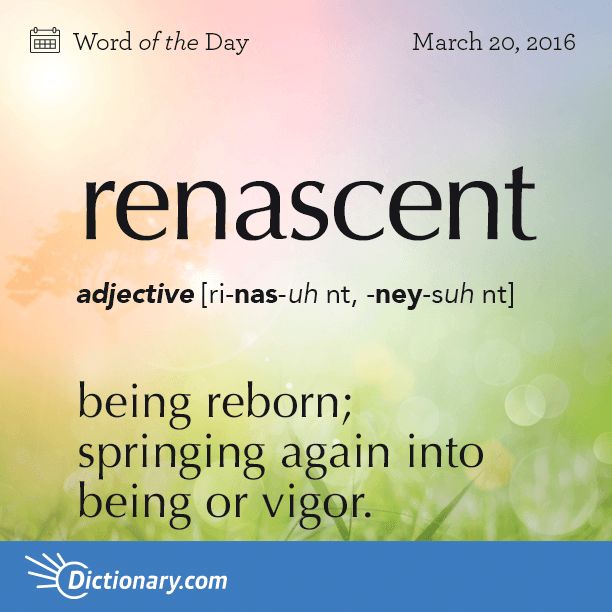 Word of the Day
March 20, 2016
renascent
adjective [ri-nas-uh nt, -ney-suh nt]
being reborn;
springing again into
being or vigor.
Dictionary.com